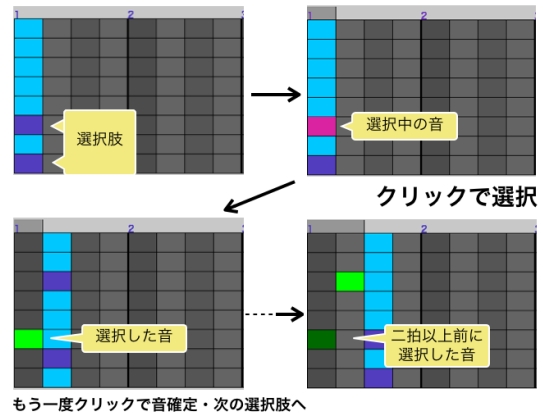 1 2 3
1 2
選択肢
選択中の音
クリックで選択
1 2 3
1 2
選択した音
二拍以上前に
選択した音
もう一度クリックで音確定・次の選択肢へ